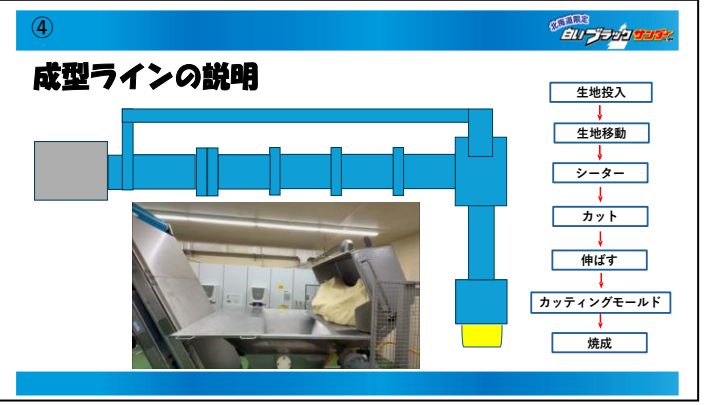 ④
北海道限定
白いブラックサンダー
成型ラインの説明
生地投入
生地移動
シーター
カット
伸ばす
カッティングモールド
焼成